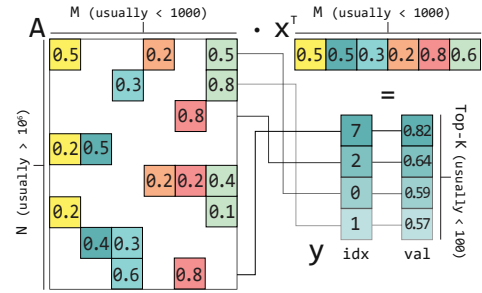 M (usually < 1000)
M (usually < 1000)
A
· xᵀ
0.5 0.2 0.5
0.5 0.5 0.3 0.2 0.8 0.6
0.3 0.8
=
0.8
0.2 0.5
0.2 0.2 0.4
0.2 0.1
0.4 0.3
0.6 0.8
N (usually > 10⁶)
7 0.82
2 0.64
0 0.59
1 0.57
y idx val
Top-K (usually < 100)